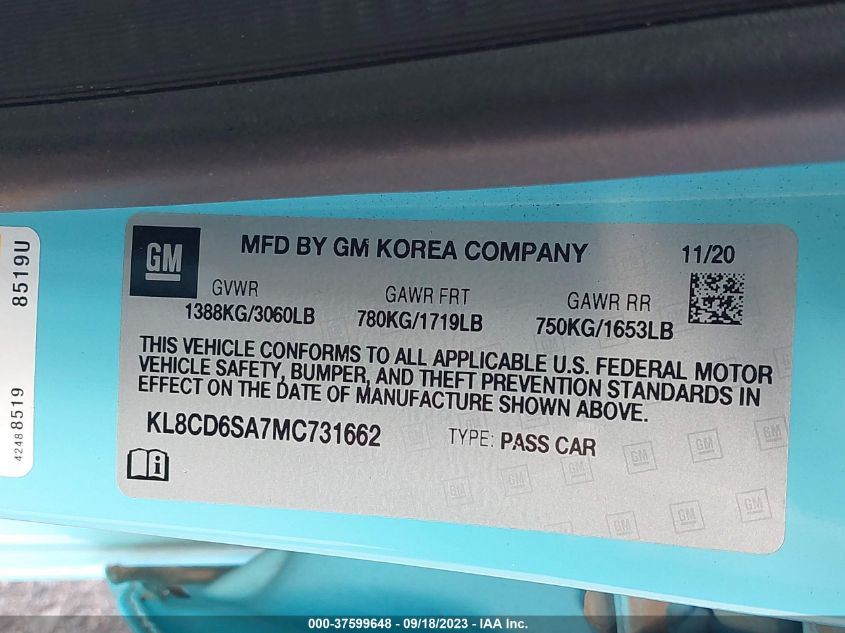 GM
MFD BY GM KOREA COMPANY
11/20
GVWR
GAWR FRT
GAWR RR
1388KG/3060LB
780KG/1719LB
750KG/1653LB
THIS VEHICLE CONFORMS TO ALL APPLICABLE U.S. FEDERAL MOTOR
VEHICLE SAFETY, BUMPER, AND THEFT PREVENTION STANDARDS IN
EFFECT ON THE DATE OF MANUFACTURE SHOWN ABOVE.
KL8CD6SA7MC731662
TYPE: PASS CAR
8519U
42488519
000-37599648 - 09/18/2023 - IAA Inc.